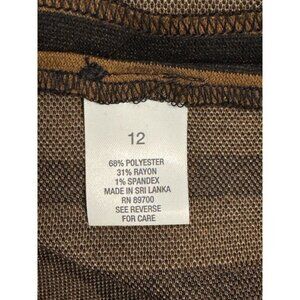 12
68% POLYESTER
31% RAYON
1% SPANDEX
MADE IN SRI LANKA
RN 89700
SEE REVERSE
FOR CARE